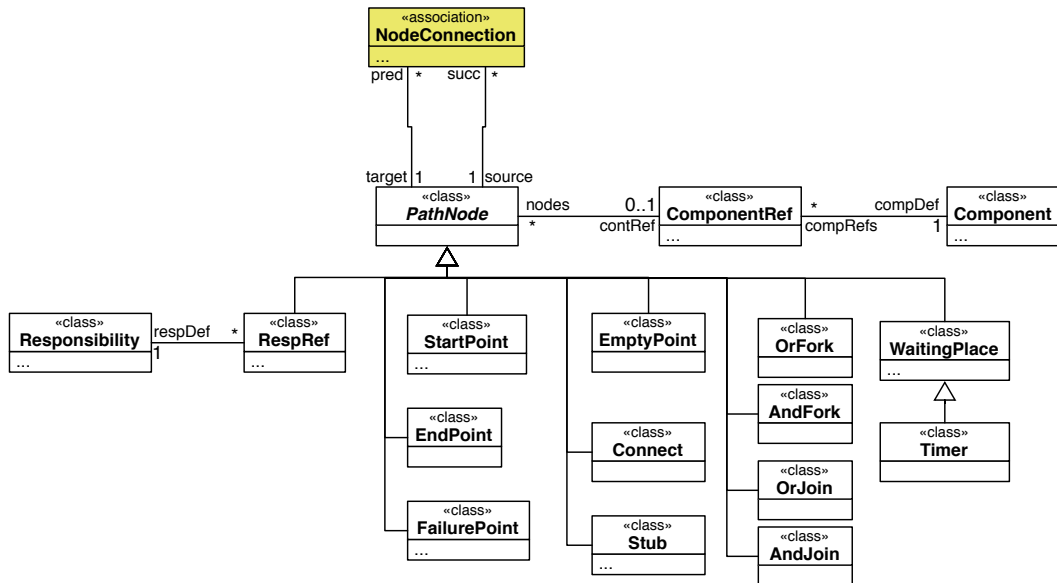 «association»
NodeConnection
...
pred * succ *
target 1 1 source
«class»
PathNode
nodes
*
0..1
contRef
«class»
ComponentRef
...
*
compRefs
compDef
1
«class»
Component
...
«class»
Responsibility
...
respDef
1
*
«class»
RespRef
...
«class»
StartPoint
...
«class»
EmptyPoint
«class»
OrFork
«class»
WaitingPlace
...
«class»
EndPoint
«class»
Connect
«class»
AndFork
«class»
Timer
«class»
FailurePoint
...
«class»
Stub
...
«class»
OrJoin
«class»
AndJoin